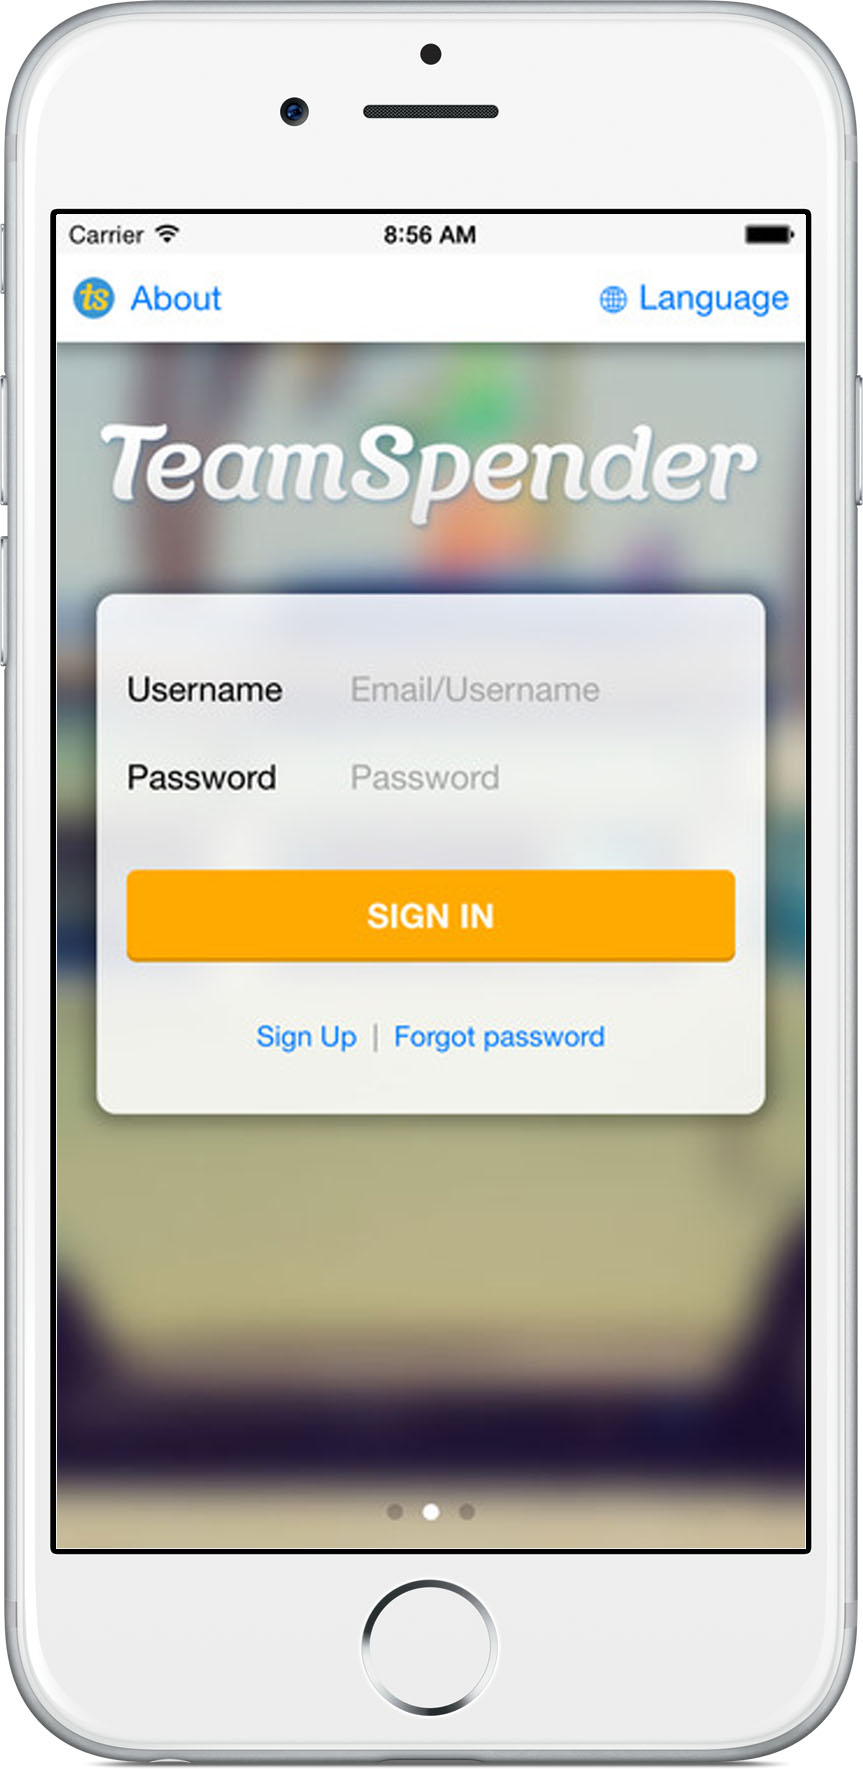 Carrier 8:56 AM
ts About Language
TeamSpender
Username Email/Username
Password Password
SIGN IN
Sign Up | Forgot password